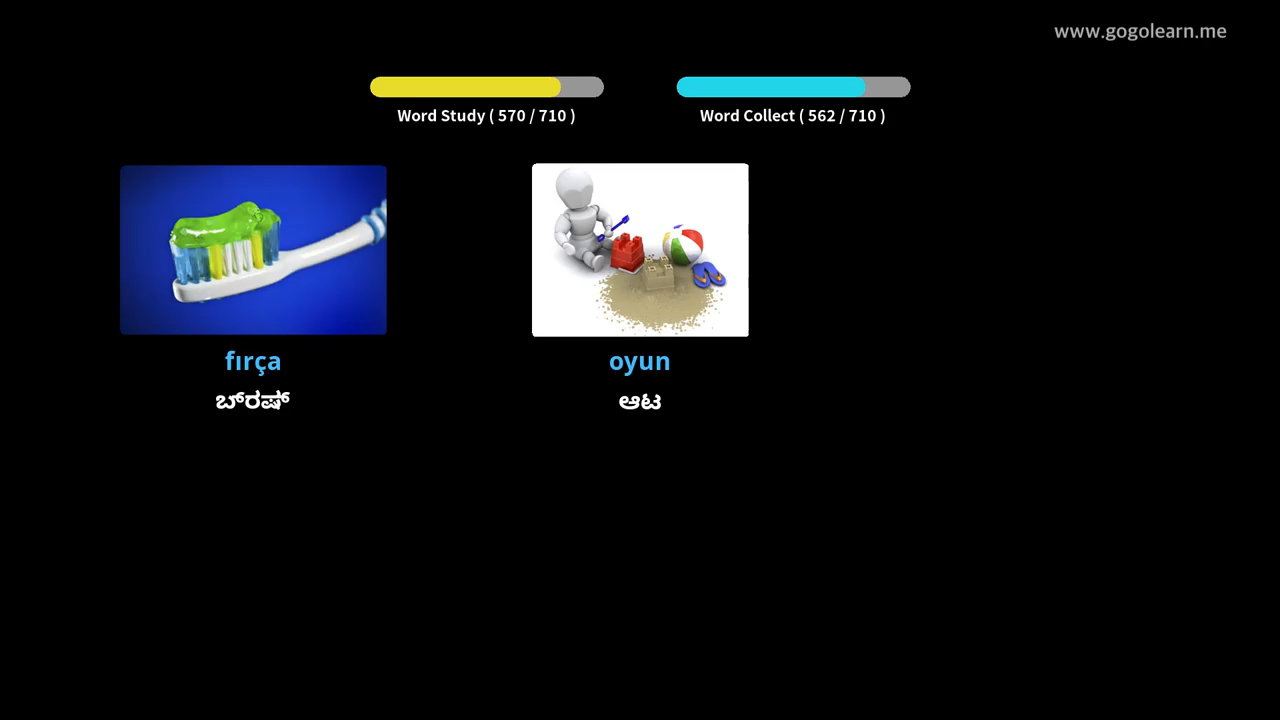 www.gogolearn.me
Word Study ( 570 / 710 )
Word Collect ( 562 / 710 )
fırça
ಬ್ರಷ್
oyun
ಆಟ